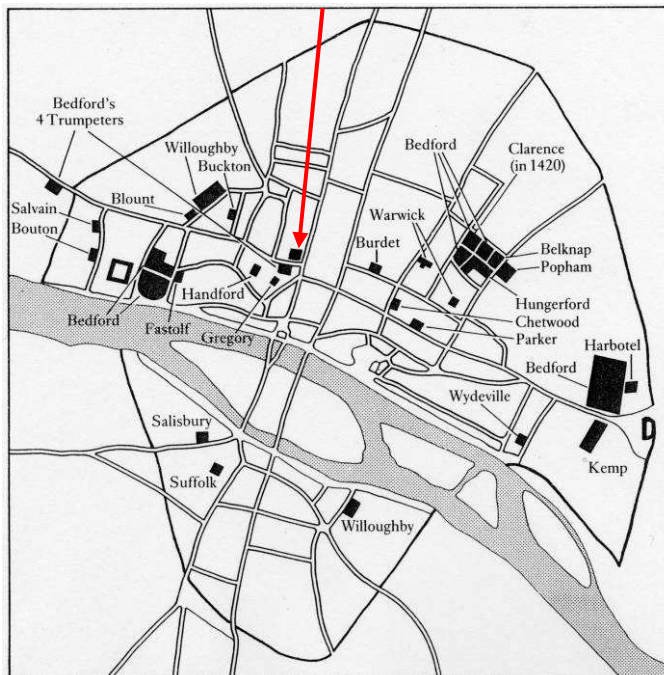 Bedford's
4 Trumpeters
Willoughby
Buckton
Blount
Salvain
Bouton
Bedford
Fastolf
Handford
Gregory
Bedford
Clarence
(in 1420)
Warwick
Burdet
Belknap
Popham
Hungerford
Chetwood
Parker
Harbotel
Bedford
Wydeville
Kemp
Salisbury
Suffolk
Willoughby